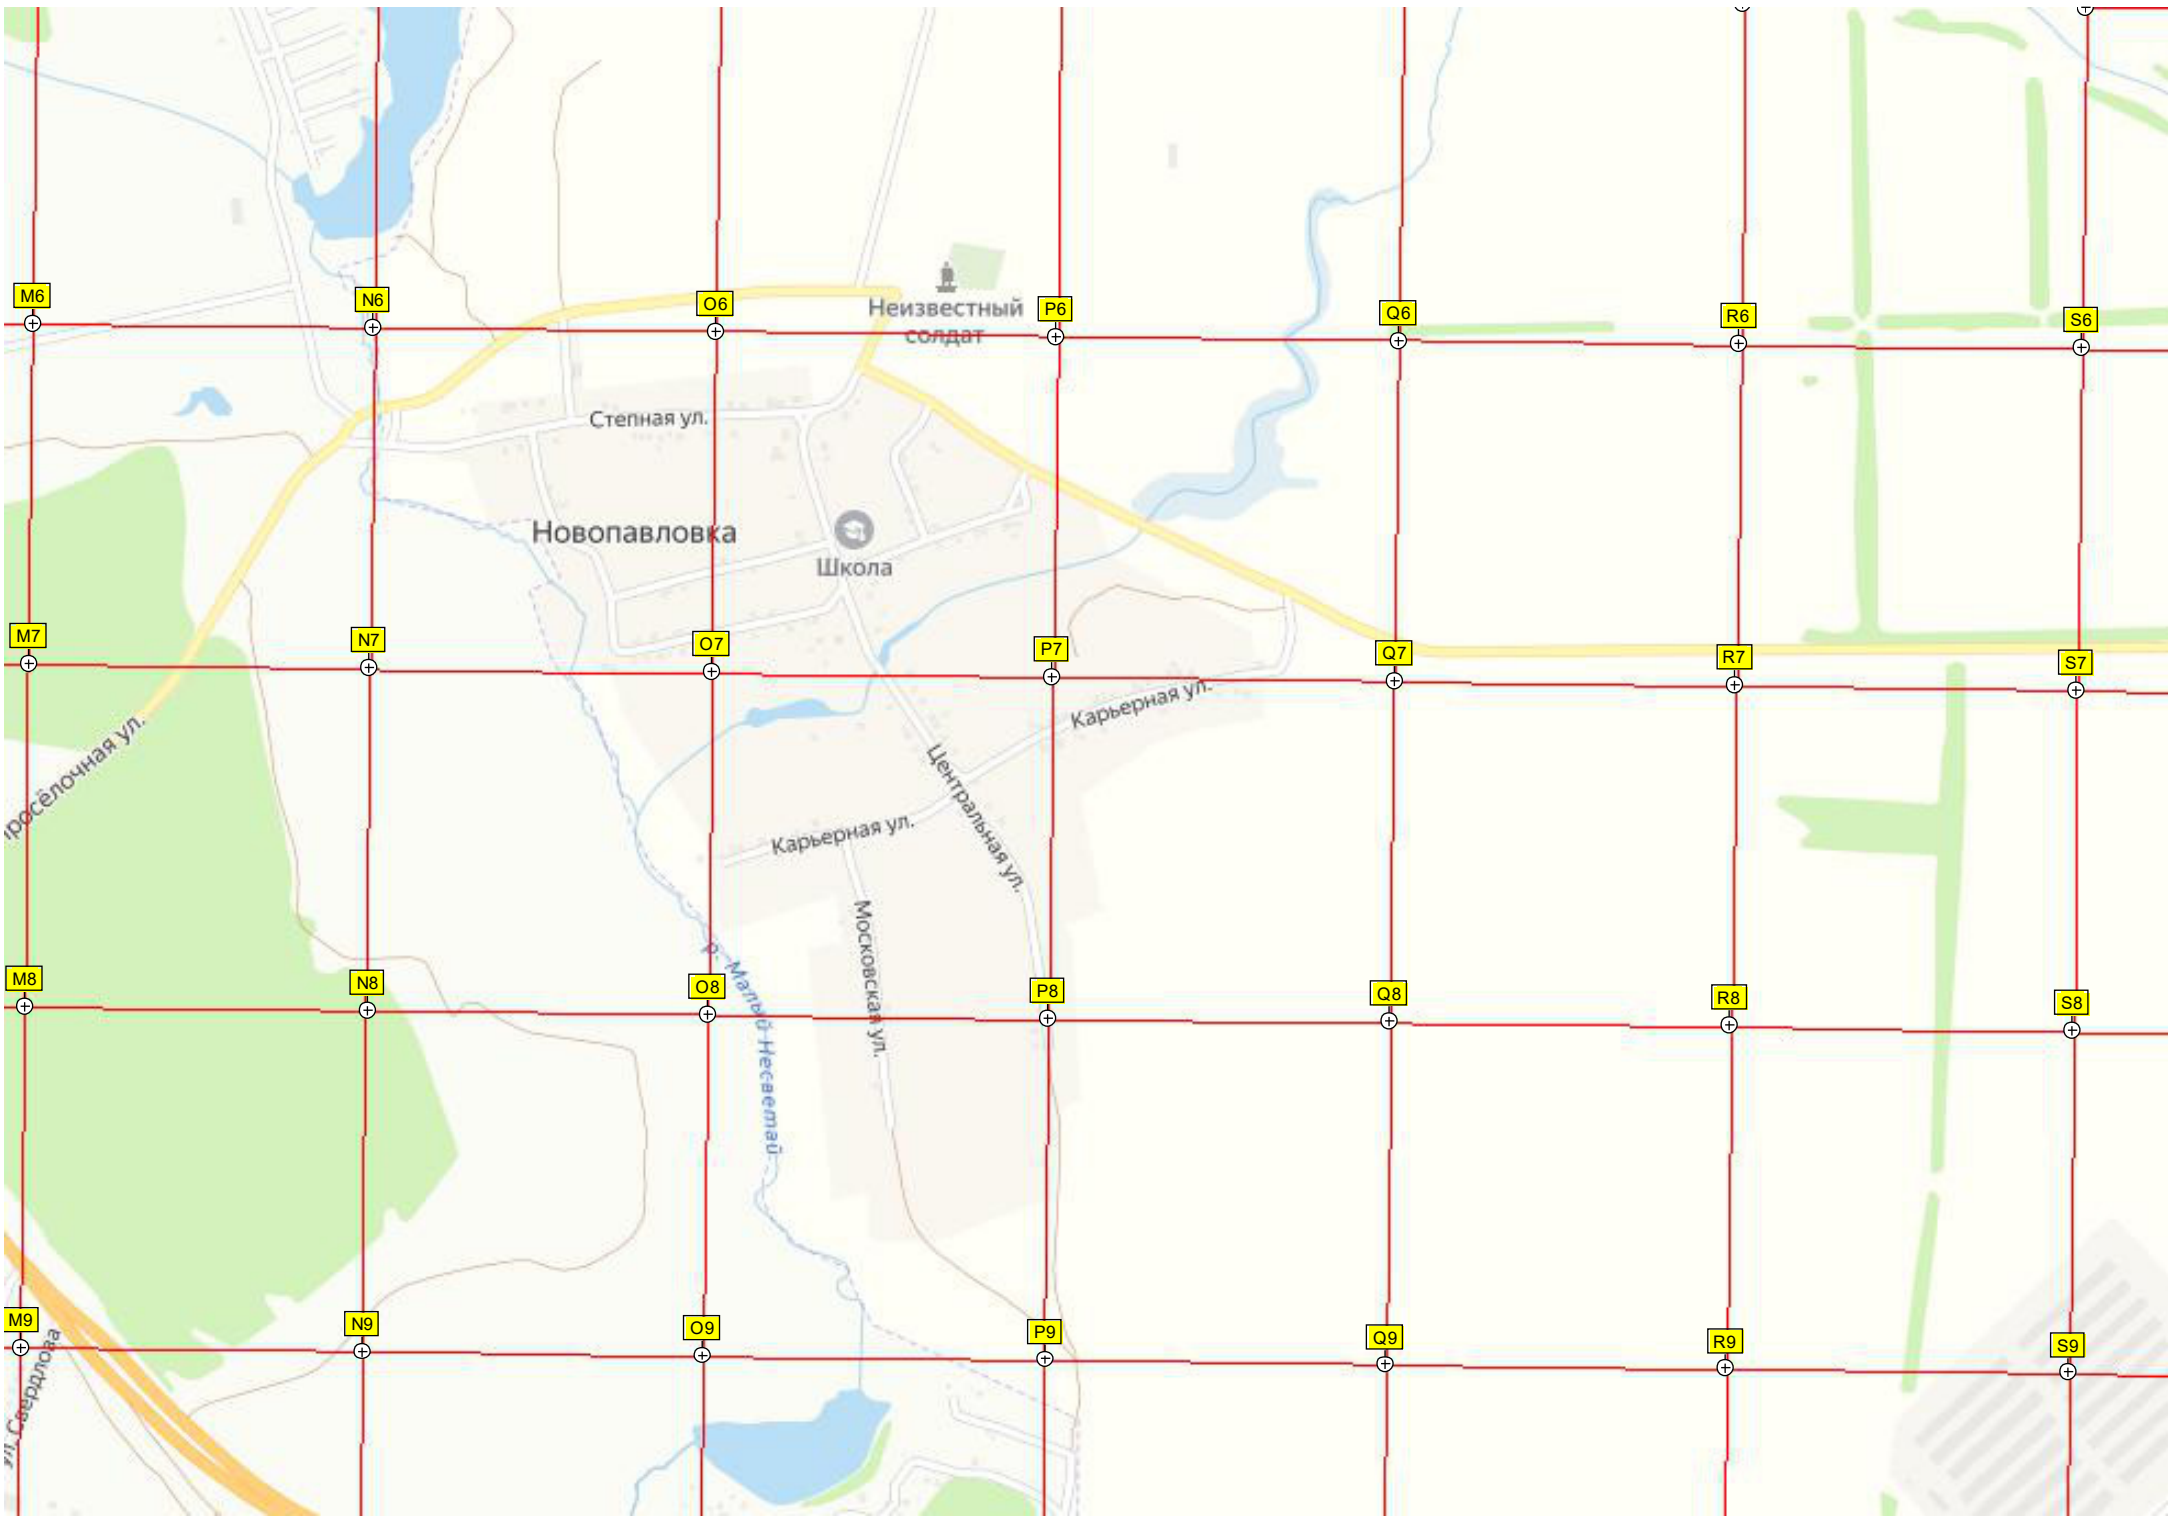 M6
N6
O6
Неизвестный
солдат
P6
Q6
R6
S6
Степная ул.
Новопавловка
Школа
M7
N7
O7
P7
Q7
R7
S7
Карьерная ул.
Центральная ул.
Карьерная ул.
Московская ул.
р. Малый Несветай
M8
N8
O8
P8
Q8
R8
S8
M9
N9
O9
P9
Q9
R9
S9
ул. Свердлова